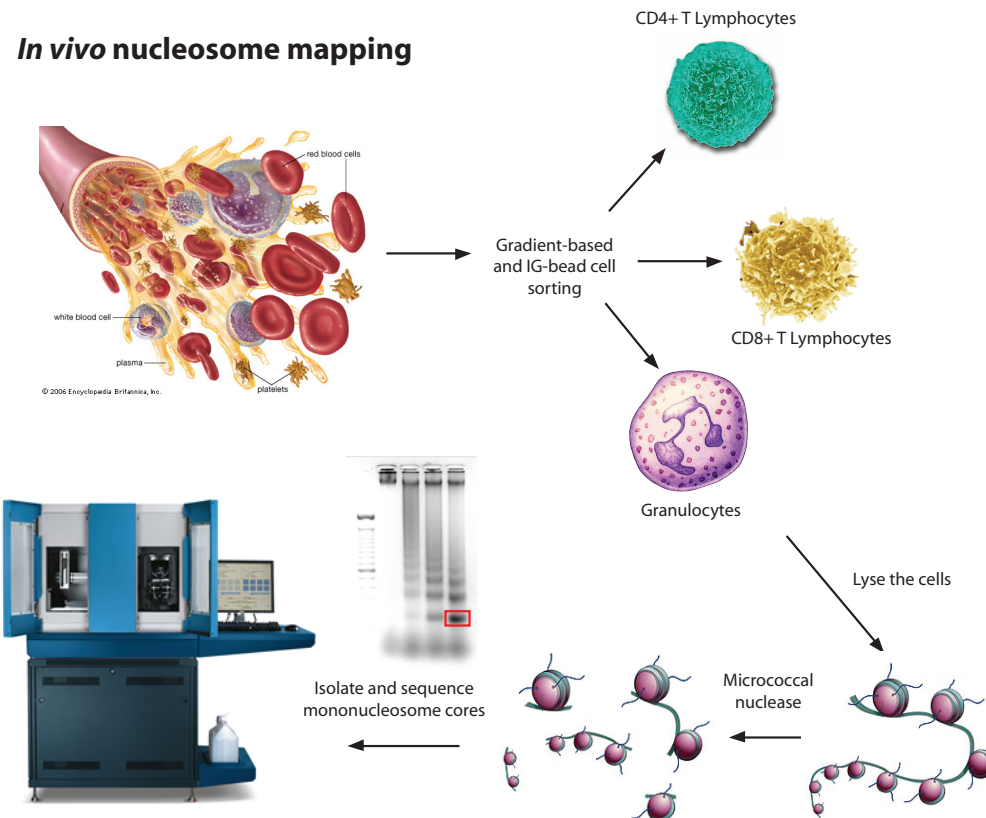 In vivo nucleosome mapping
CD4+ T Lymphocytes
red blood cells
white blood cell
plasma
platelets
© 2006 Encyclopædia Britannica, Inc.
Gradient-based
and IG-bead cell
sorting
CD8+ T Lymphocytes
Granulocytes
Lyse the cells
Micrococcal
nuclease
Isolate and sequence
mononucleosome cores